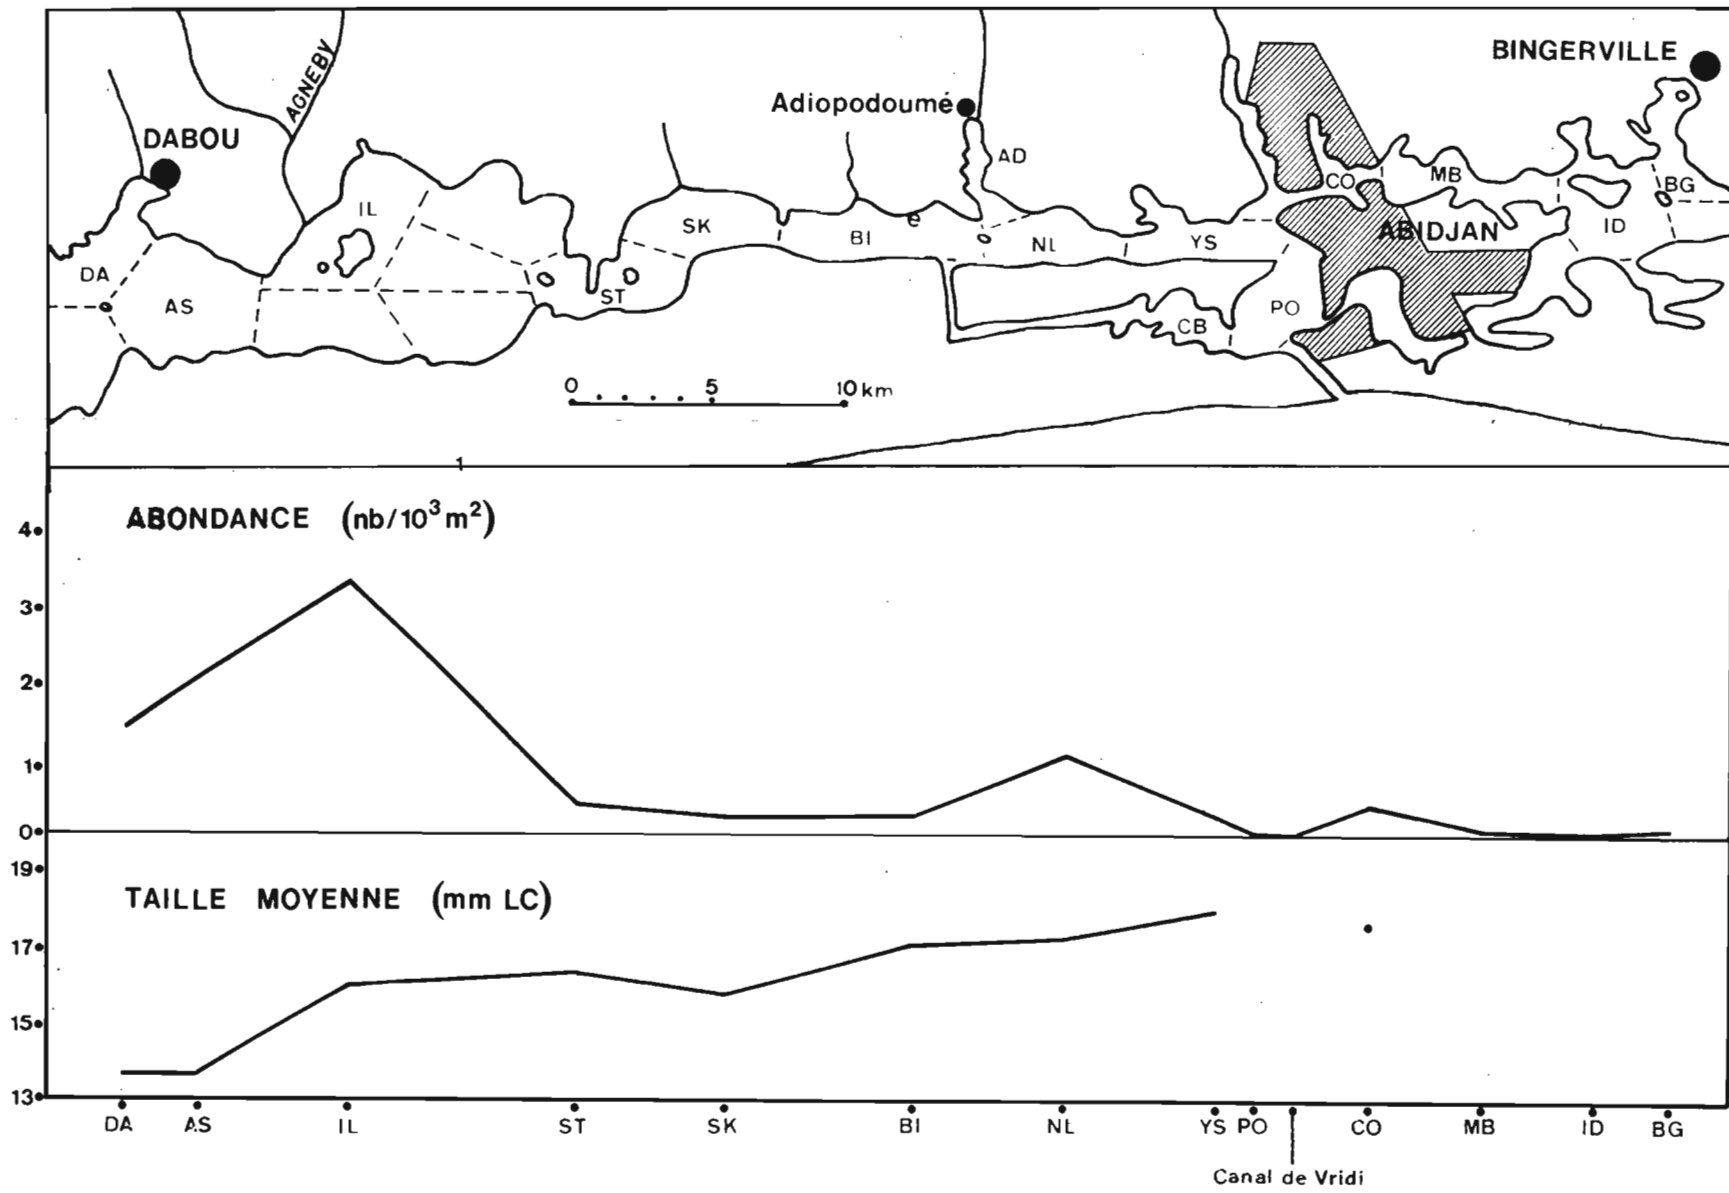 BINGERVILLE
AGNEBY
Adiopodoumé
DABOU
AD
CO
MB
BG
IL
SK
BI
e
NL
YS
ABIDJAN
ID
DA
AS
ST
PO
CB
0 5 10 km
1
ABONDANCE (nb/10³ m²)
4
3
2
1
0
19
TAILLE MOYENNE (mm LC)
17
15
13
DA AS IL ST SK BI NL YS PO CO MB ID BG
Canal de Vridi